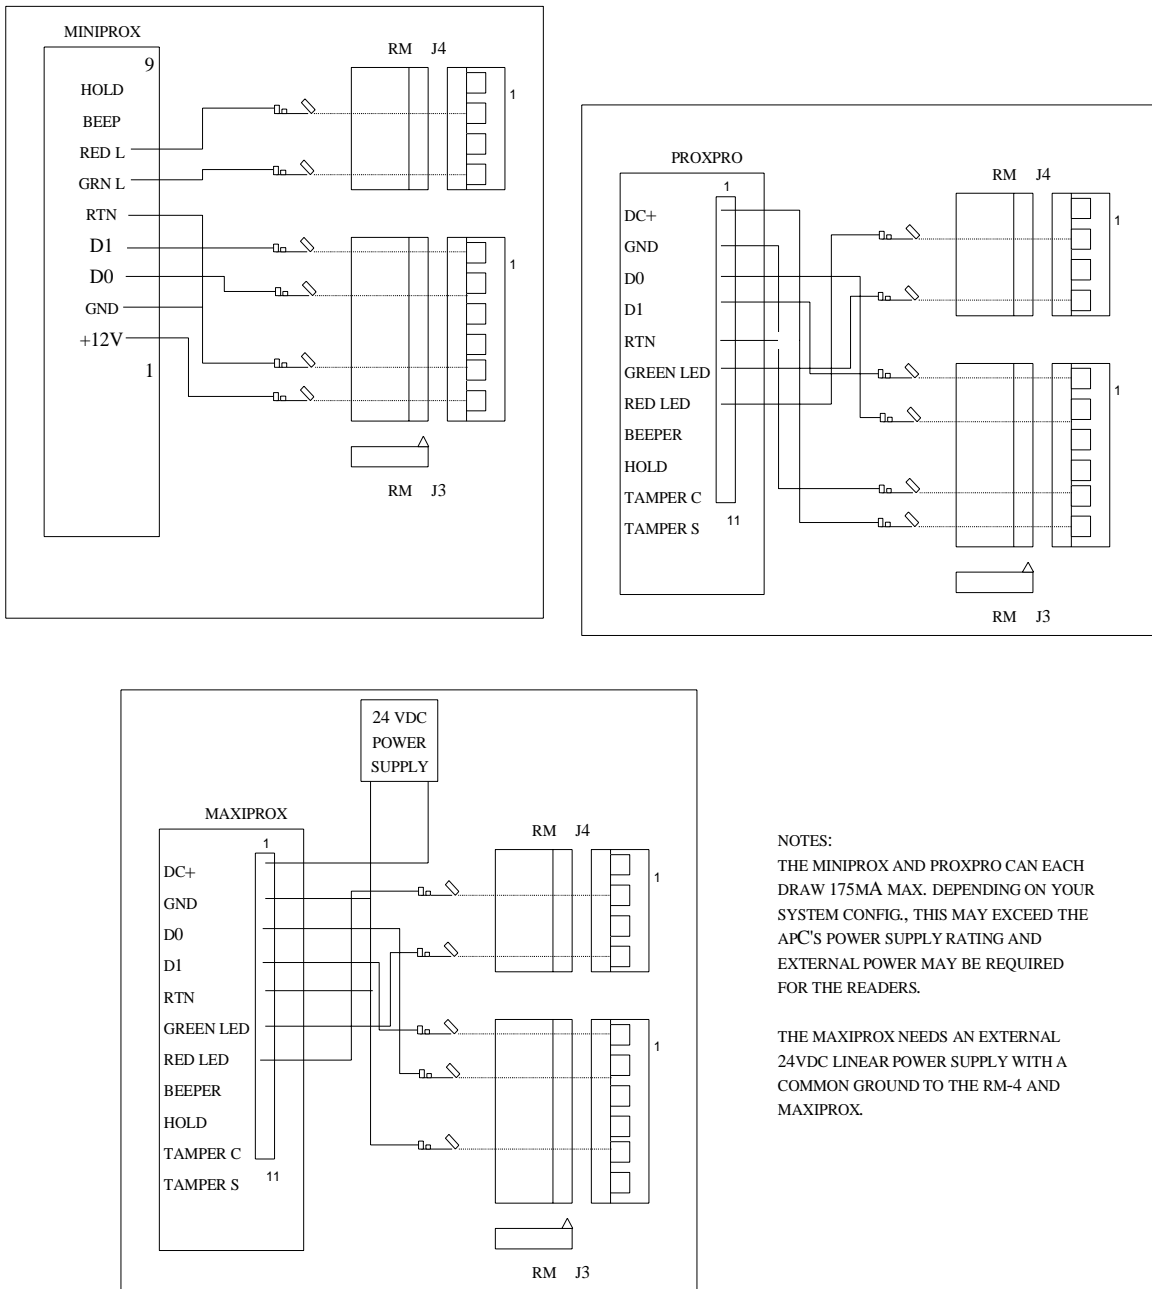 MINIPROX
9
HOLD
BEEP
RED L
GRN L
RTN
D1
D0
GND
+12V
1
RM J4
1
1
RM J3
PROXPRO
1
DC+
GND
D0
D1
RTN
GREEN LED
RED LED
BEEPER
HOLD
TAMPER C
TAMPER S
11
RM J4
1
1
RM J3
24 VDC
POWER
SUPPLY
MAXIPROX
1
DC+
GND
D0
D1
RTN
GREEN LED
RED LED
BEEPER
HOLD
TAMPER C
TAMPER S
11
RM J4
1
1
RM J3
NOTES:
THE MINIPROX AND PROXPRO CAN EACH
DRAW 175MA MAX. DEPENDING ON YOUR
SYSTEM CONFIG., THIS MAY EXCEED THE
APC'S POWER SUPPLY RATING AND
EXTERNAL POWER MAY BE REQUIRED
FOR THE READERS.
THE MAXIPROX NEEDS AN EXTERNAL
24VDC LINEAR POWER SUPPLY WITH A
COMMON GROUND TO THE RM-4 AND
MAXIPROX.